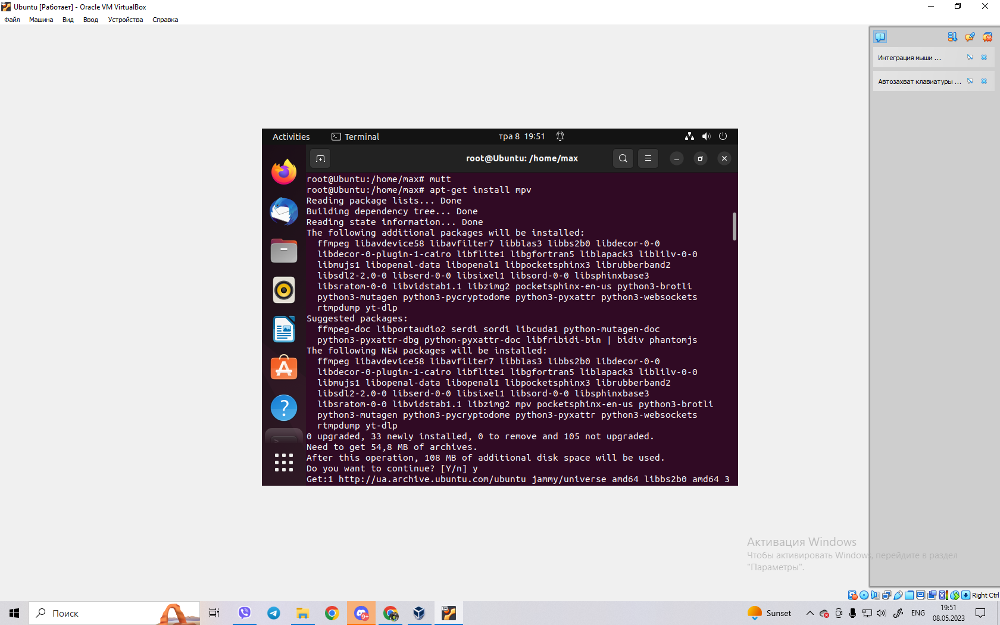 Ubuntu [Работает] - Oracle VM VirtualBox
Файл Машина Вид Ввод Устройства Справка
Интеграция мыши ...
Автозахват клавиатуры ...
Activities Terminal тра 8 19:51
root@Ubuntu: /home/max
root@Ubuntu:/home/max# mutt
root@Ubuntu:/home/max# apt-get install mpv
Reading package lists... Done
Building dependency tree... Done
Reading state information... Done
The following additional packages will be installed:
ffmpeg libavdevice58 libavfilter7 libblas3 libbs2b0 libdecor-0-0
libdecor-0-plugin-1-cairo libflite1 libgfortran5 liblapack3 liblilv-0-0
libmujs1 libopenal-data libopenal1 libpocketsphinx3 librubberband2
libsdl2-2.0-0 libserd-0-0 libsixel1 libsord-0-0 libsphinxbase3
libsratom-0-0 libvidstab1.1 libzimg2 pocketsphinx-en-us python3-brotli
python3-mutagen python3-pycryptodome python3-pyxattr python3-websockets
rtmpdump yt-dlp
Suggested packages:
ffmpeg-doc libportaudio2 serdi sordi libcuda1 python-mutagen-doc
python3-pyxattr-dbg python-pyxattr-doc libfribidi-bin | bidiv phantomjs
The following NEW packages will be installed:
ffmpeg libavdevice58 libavfilter7 libblas3 libbs2b0 libdecor-0-0
libdecor-0-plugin-1-cairo libflite1 libgfortran5 liblapack3 liblilv-0-0
libmujs1 libopenal-data libopenal1 libpocketsphinx3 librubberband2
libsdl2-2.0-0 libserd-0-0 libsixel1 libsord-0-0 libsphinxbase3
libsratom-0-0 libvidstab1.1 libzimg2 mpv pocketsphinx-en-us python3-brotli
python3-mutagen python3-pycryptodome python3-pyxattr python3-websockets
rtmpdump yt-dlp
0 upgraded, 33 newly installed, 0 to remove and 105 not upgraded.
Need to get 54,8 MB of archives.
After this operation, 108 MB of additional disk space will be used.
Do you want to continue? [Y/n] y
Get:1 http://ua.archive.ubuntu.com/ubuntu jammy/universe amd64 libbs2b0 amd64 3
Активация Windows
Чтобы активировать Windows, перейдите в раздел
"Параметры".
Right Ctrl
Поиск
9+
64
Sunset
ENG
19:51
08.05.2023